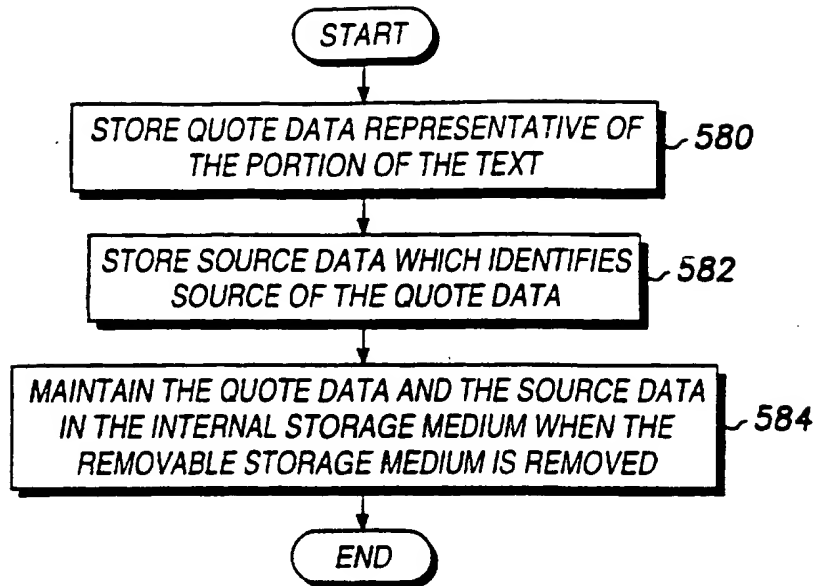 START
STORE QUOTE DATA REPRESENTATIVE OF
THE PORTION OF THE TEXT
580
STORE SOURCE DATA WHICH IDENTIFIES
SOURCE OF THE QUOTE DATA
582
MAINTAIN THE QUOTE DATA AND THE SOURCE DATA
IN THE INTERNAL STORAGE MEDIUM WHEN THE
REMOVABLE STORAGE MEDIUM IS REMOVED
584
END